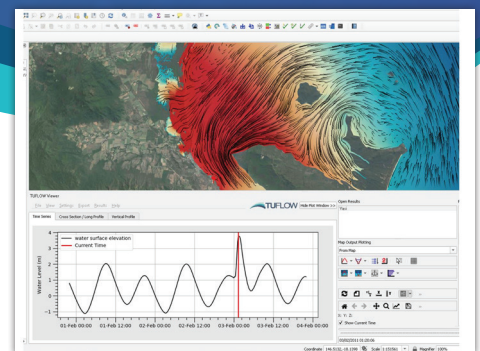 TUFLOW Viewer
File View Settings Export Results Help
TUFLOW
Hide Plot Window >>
Open Results
Time Series
Cross Section / Long Profile
Vertical Profile
Map Output Plotting
From Map
water surface elevation
Current Time
Water Level (m)
4
3
2
1
0
−1
01-Feb 00:00
01-Feb 12:00
02-Feb 00:00
02-Feb 12:00
03-Feb 00:00
03-Feb 12:00
04-Feb 00:00
X: Y: Z:
Show Current Time
Coordinate
Scale
Magnifier 100%